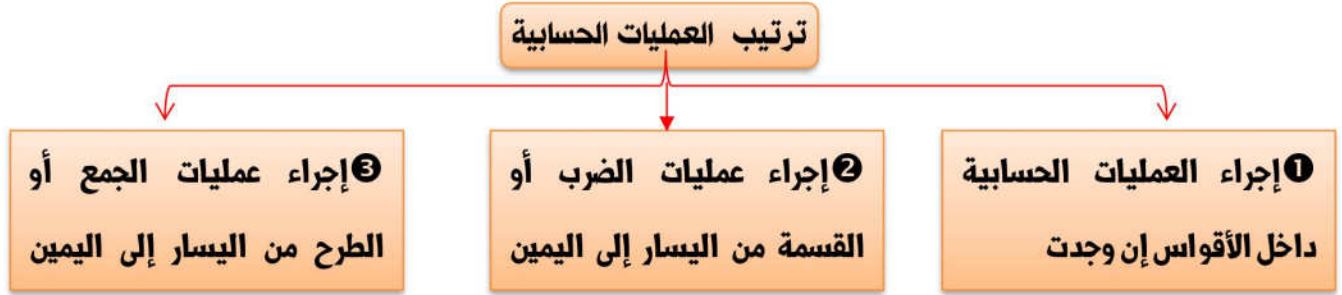 ترتيب العمليات الحسابية
❶إجراء العمليات الحسابية
داخل الأقواس إن وجدت
❷إجراء عمليات الضرب أو
القسمة من اليسار إلى اليمين
❸إجراء عمليات الجمع أو
الطرح من اليسار إلى اليمين